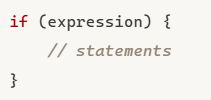 if (expression) {
    // statements
}